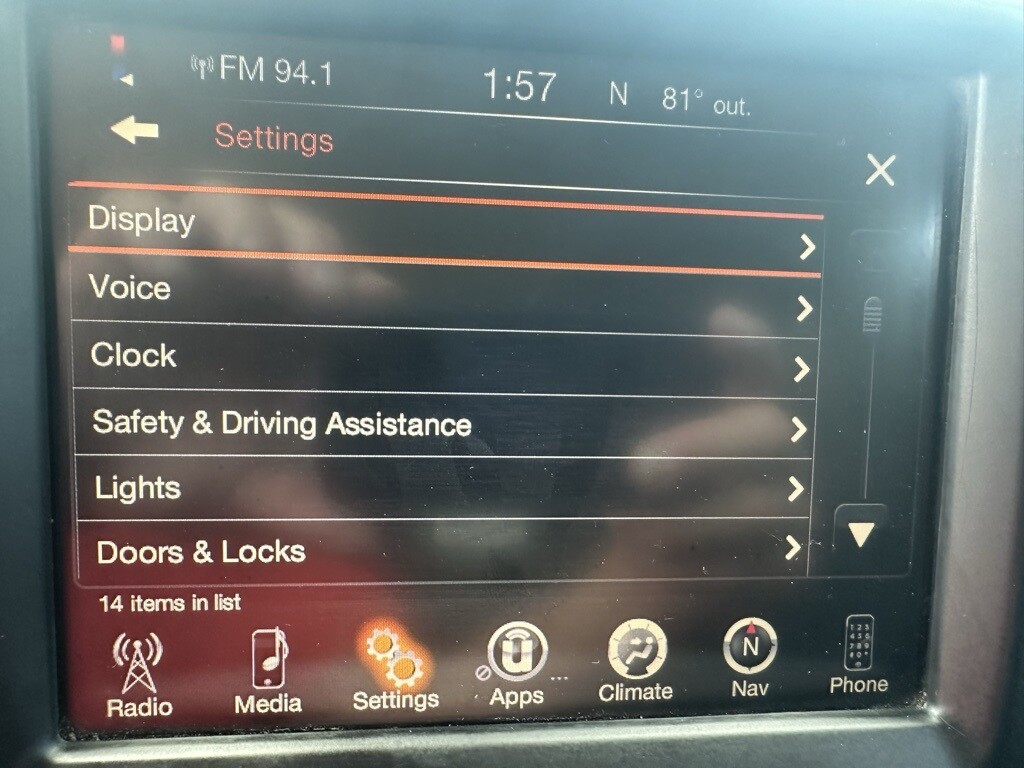 FM 94.1 1:57 N 81° out.
Settings
Display
Voice
Clock
Safety & Driving Assistance
Lights
Doors & Locks
14 items in list
Radio Media Settings Apps Climate Nav Phone